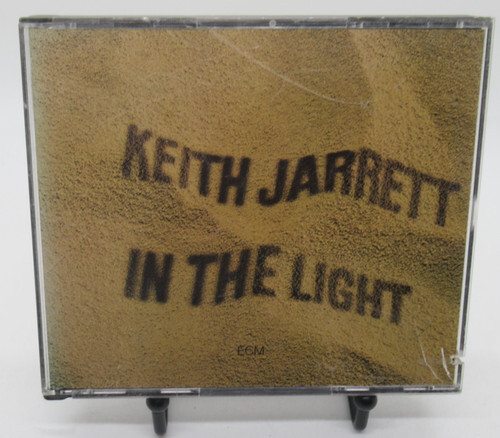 KEITH JARRETT
IN THE LIGHT
ECM